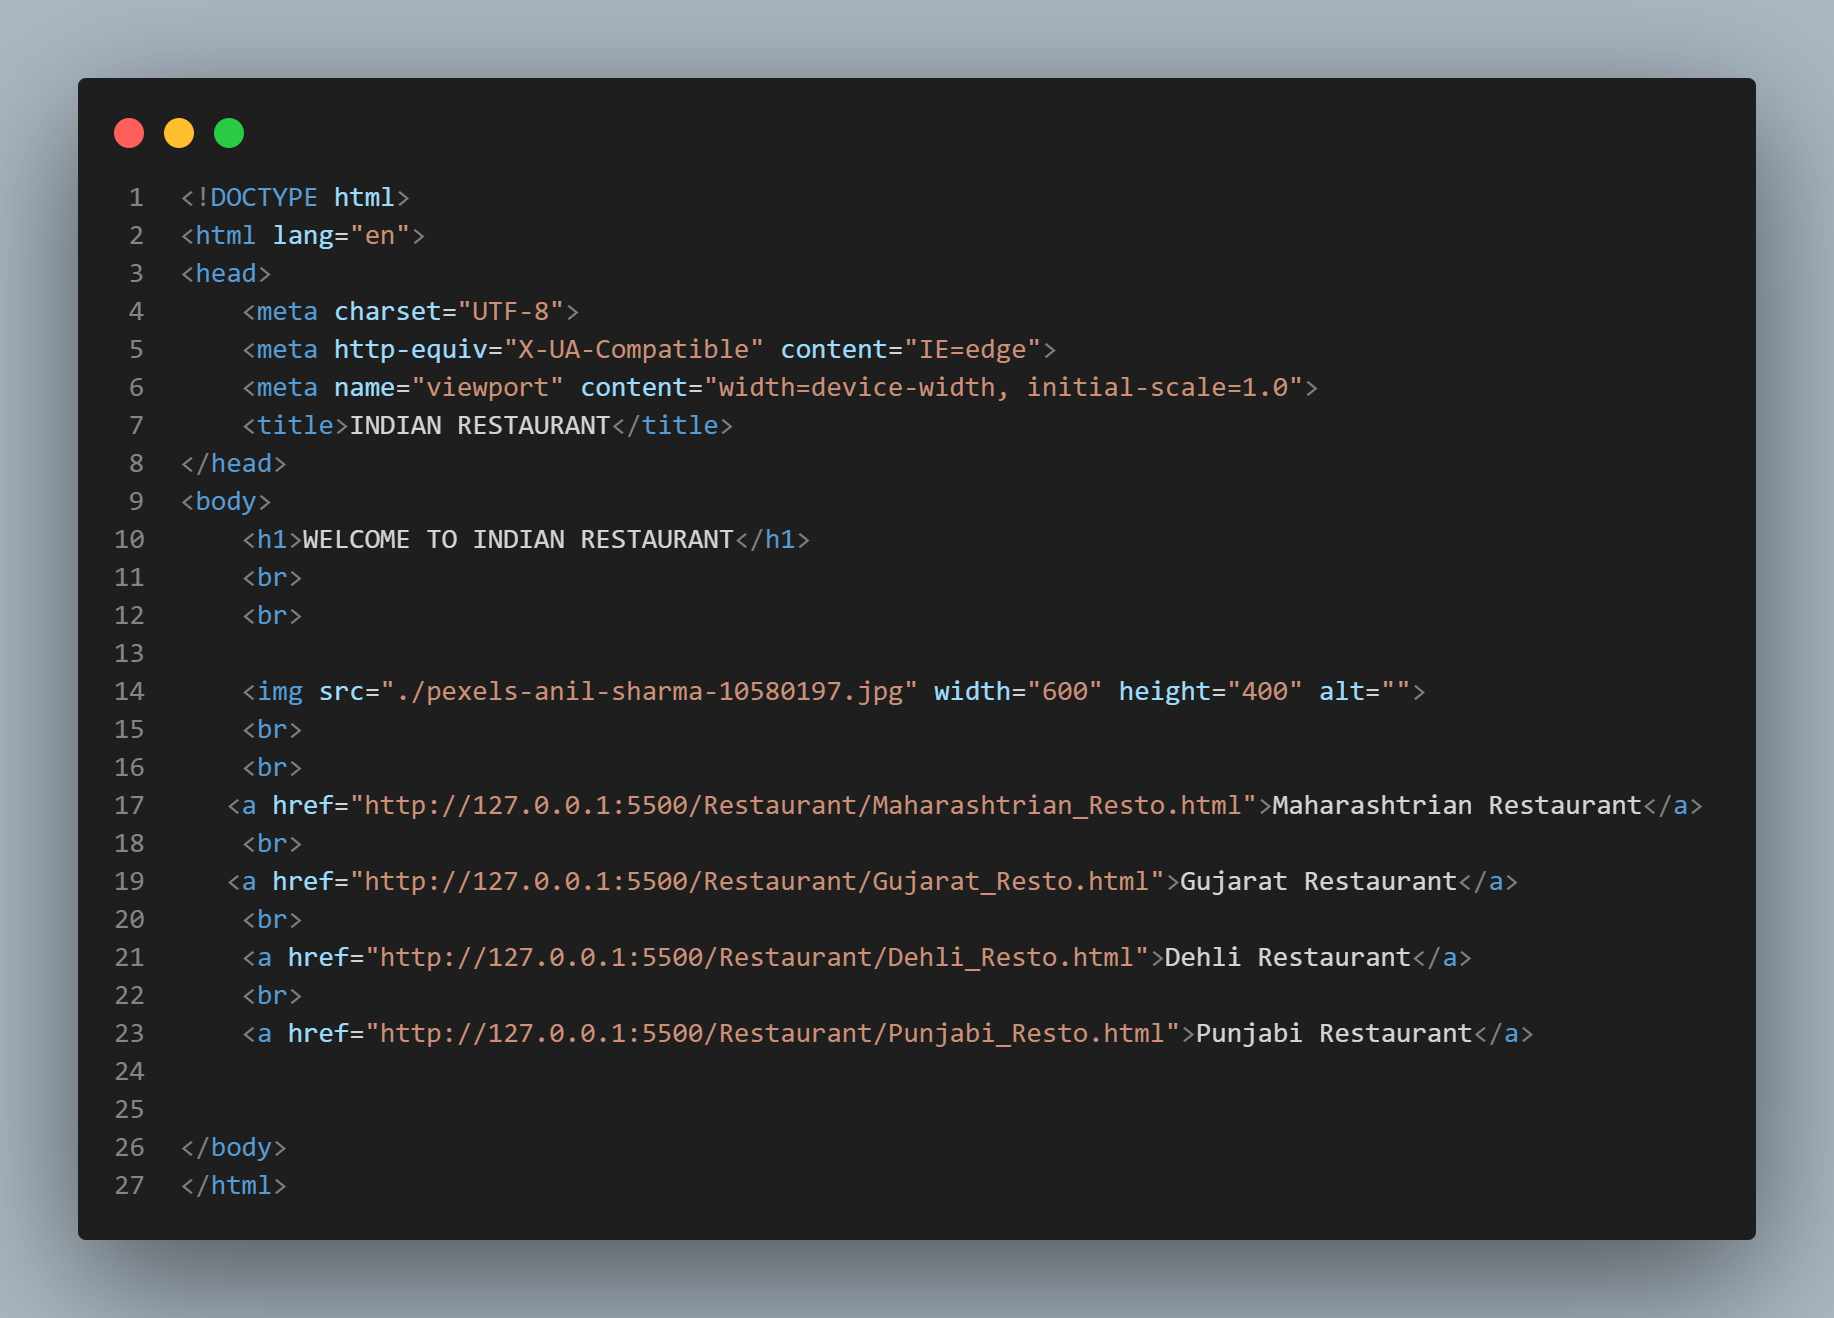 1 <!DOCTYPE html>
2 <html lang="en">
3 <head>
4     <meta charset="UTF-8">
5     <meta http-equiv="X-UA-Compatible" content="IE=edge">
6     <meta name="viewport" content="width=device-width, initial-scale=1.0">
7     <title>INDIAN RESTAURANT</title>
8 </head>
9 <body>
10     <h1>WELCOME TO INDIAN RESTAURANT</h1>
11     <br>
12     <br>
13
14     <img src="./pexels-anil-sharma-10580197.jpg" width="600" height="400" alt="">
15     <br>
16     <br>
17    <a href="http://127.0.0.1:5500/Restaurant/Maharashtrian_Resto.html">Maharashtrian Restaurant</a>
18     <br>
19    <a href="http://127.0.0.1:5500/Restaurant/Gujarat_Resto.html">Gujarat Restaurant</a>
20     <br>
21     <a href="http://127.0.0.1:5500/Restaurant/Dehli_Resto.html">Dehli Restaurant</a>
22     <br>
23     <a href="http://127.0.0.1:5500/Restaurant/Punjabi_Resto.html">Punjabi Restaurant</a>
24
25
26 </body>
27 </html>